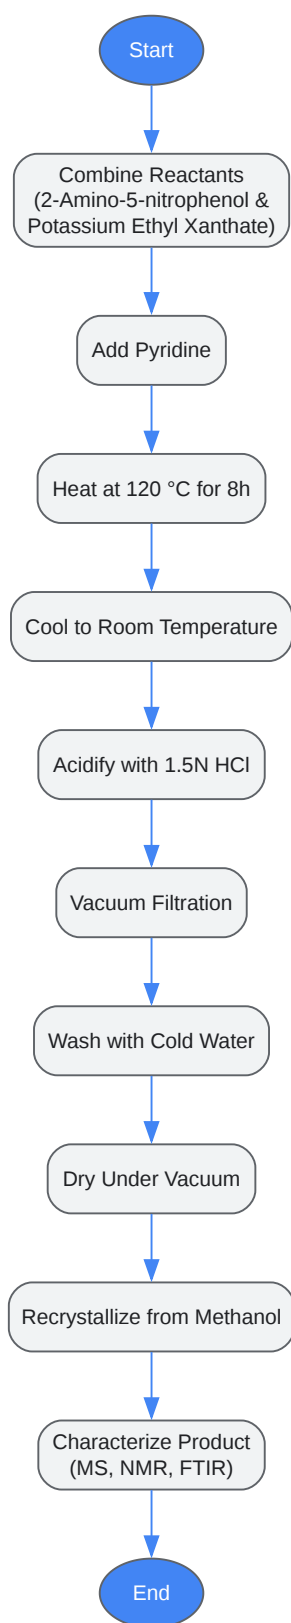 Start
Combine Reactants
(2-Amino-5-nitrophenol &
Potassium Ethyl Xanthate)
Add Pyridine
Heat at 120 °C for 8h
Cool to Room Temperature
Acidify with 1.5N HCl
Vacuum Filtration
Wash with Cold Water
Dry Under Vacuum
Recrystallize from Methanol
Characterize Product
(MS, NMR, FTIR)
End